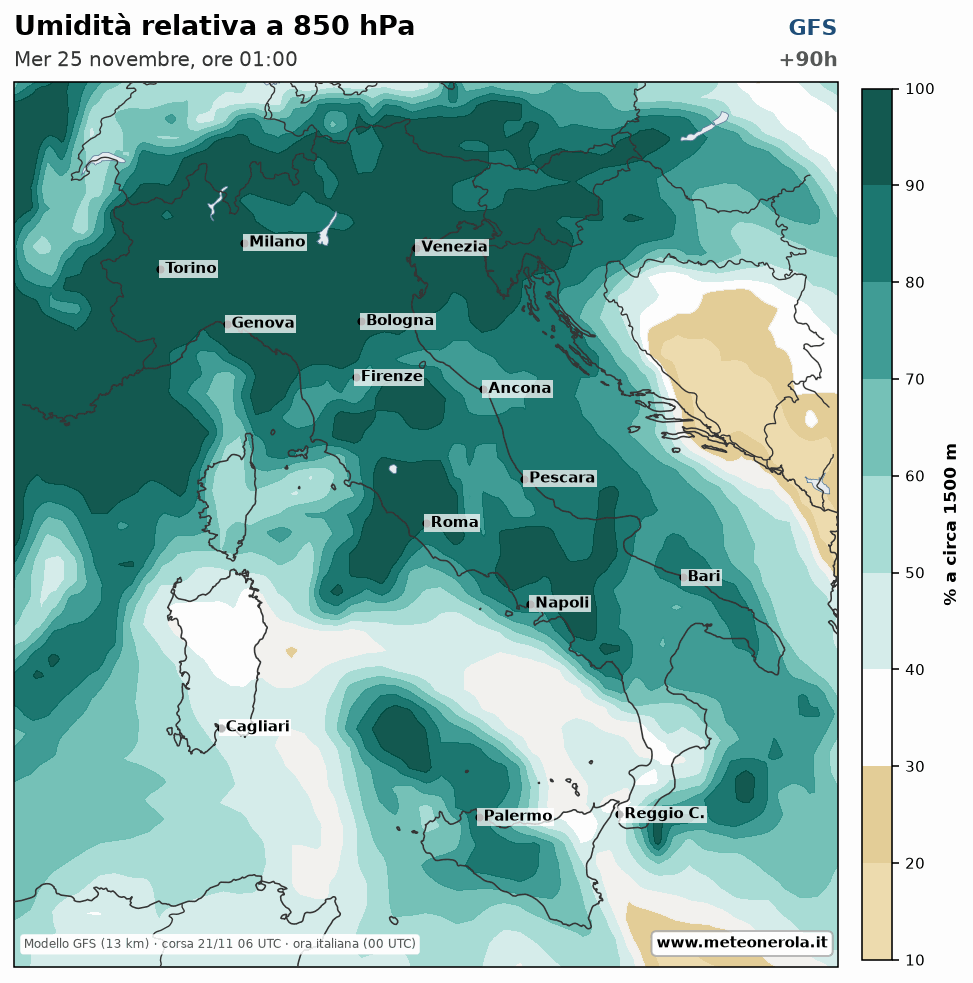 Umidità relativa a 850 hPa
GFS
Mer 25 novembre, ore 01:00
+90h
Milano
Venezia
Torino
Genova
Bologna
Firenze
Ancona
Pescara
Roma
Bari
Napoli
Cagliari
Palermo
Reggio C.
100
90
80
70
60
50
40
30
20
10
% a circa 1500 m
Modello GFS (13 km) · corsa 21/11 06 UTC · ora italiana (00 UTC)
www.meteonerola.it